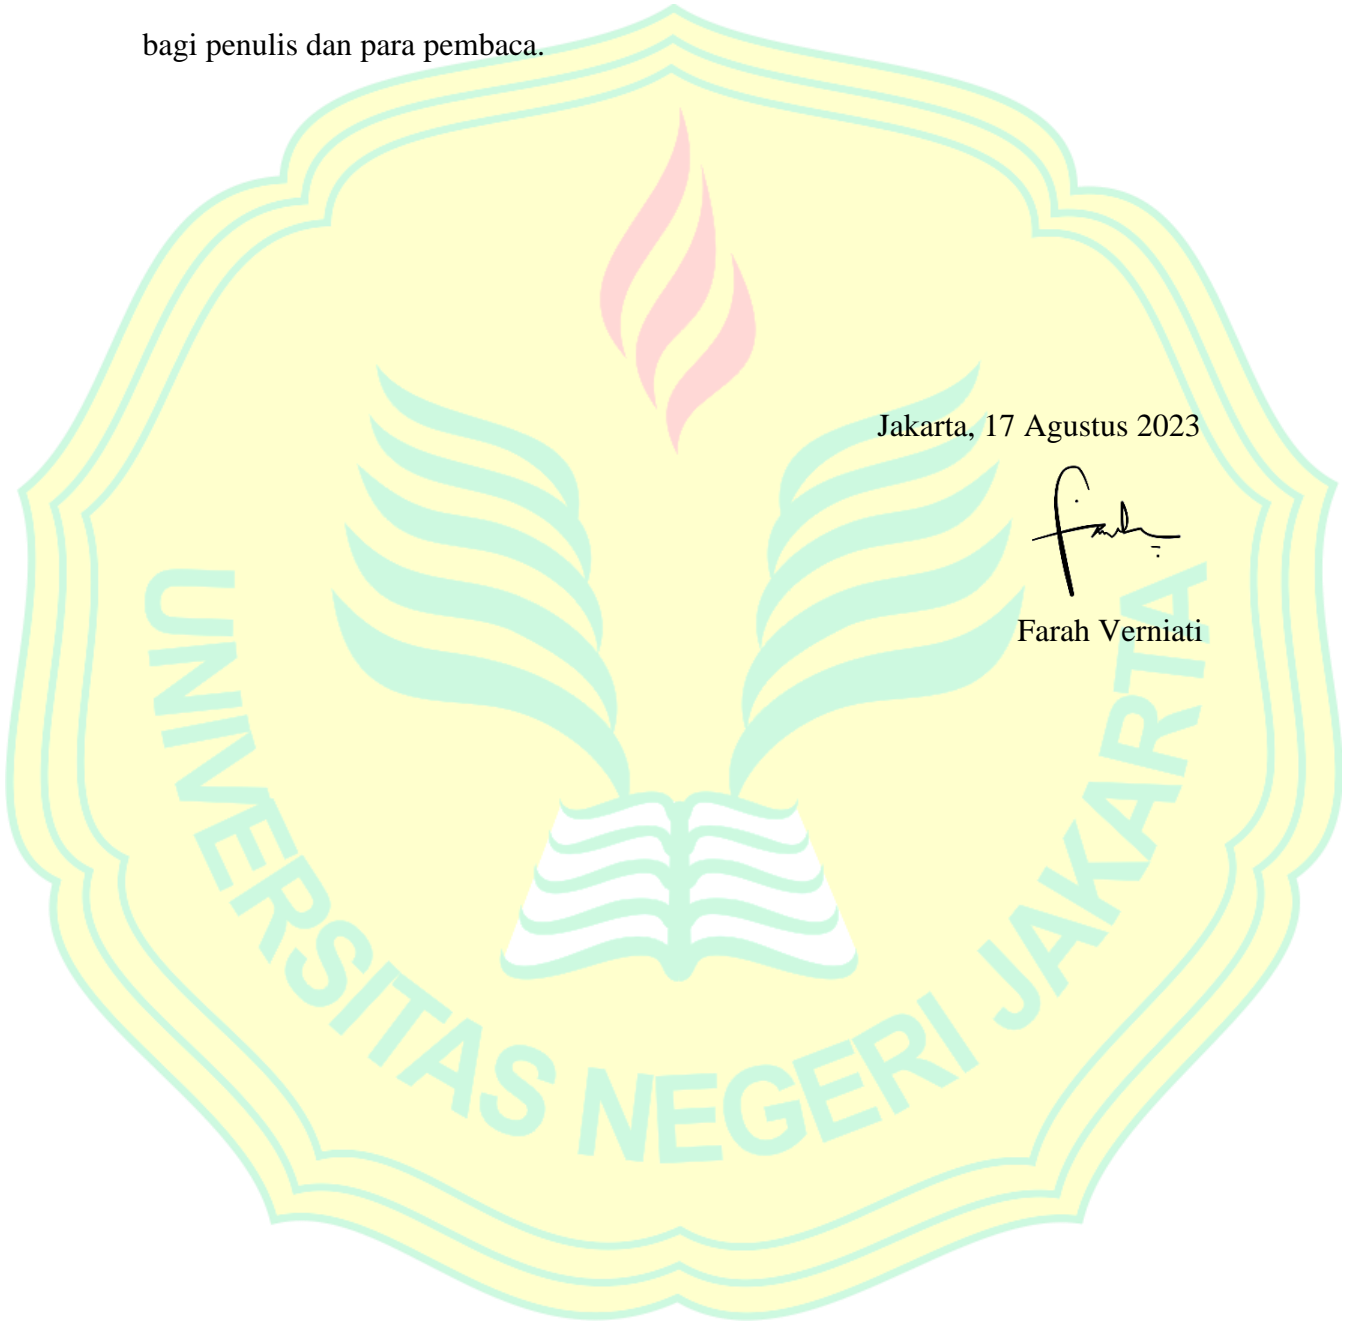 bagi penulis dan para pembaca.
Jakarta, 17 Agustus 2023
Farah Verniati
UNIVERSITAS NEGERI JAKARTA